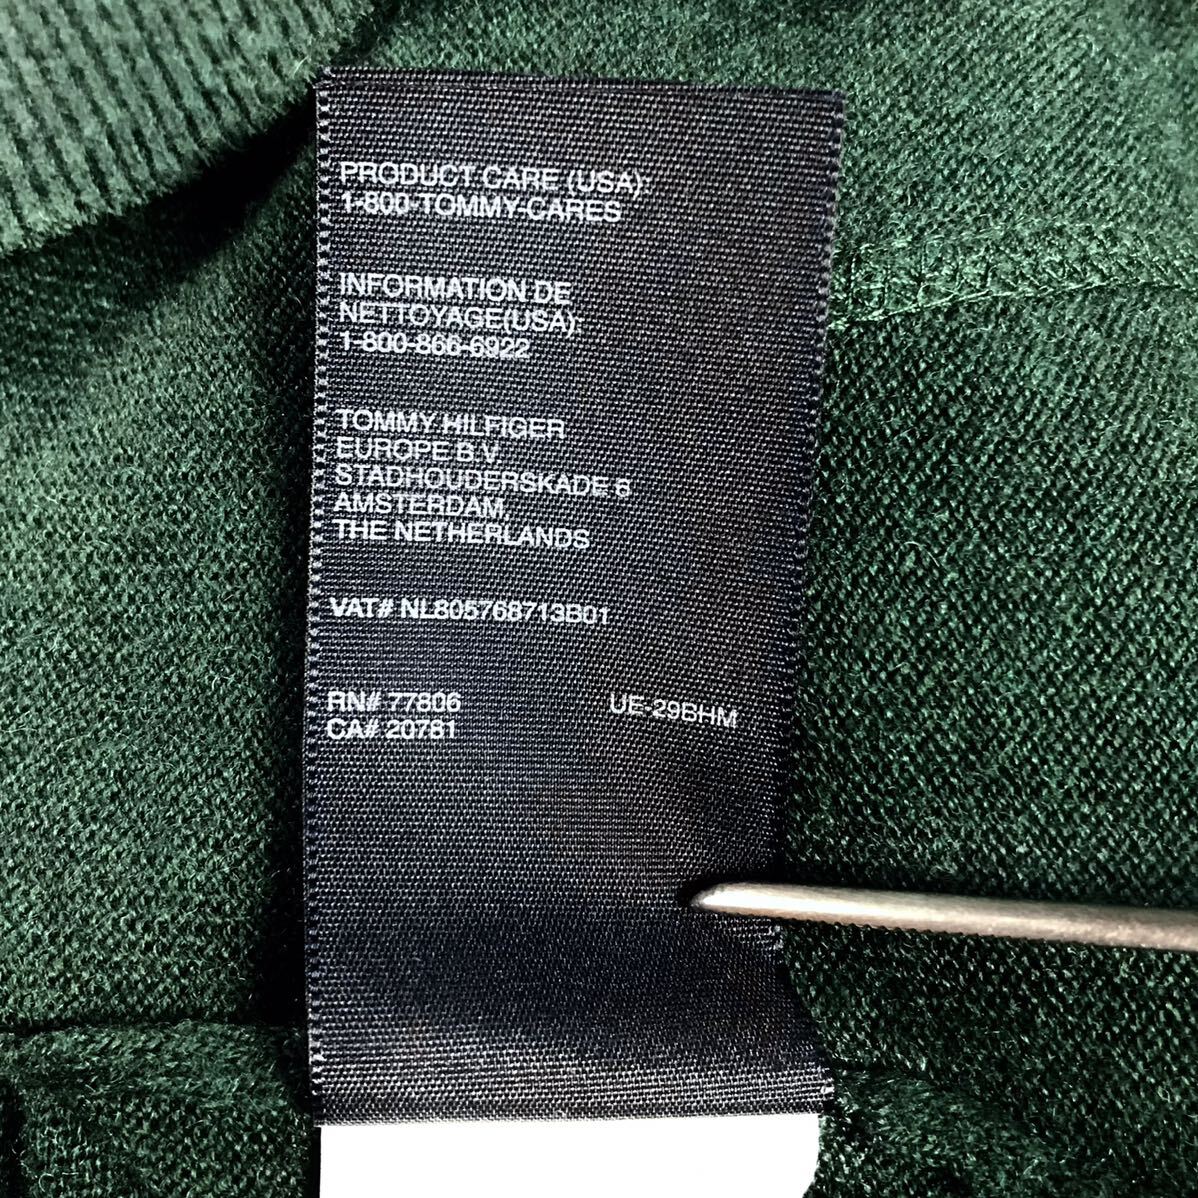 PRODUCT CARE (USA):
1-800-TOMMY-CARES
INFORMATION DE
NETTOYAGE(USA):
1-800-866-6922
TOMMY HILFIGER
EUROPE B.V.
STADHOUDERSKADE 6
AMSTERDAM,
THE NETHERLANDS
VAT# NL805768713B01
RN# 77806 UE-29BHM
CA# 20781